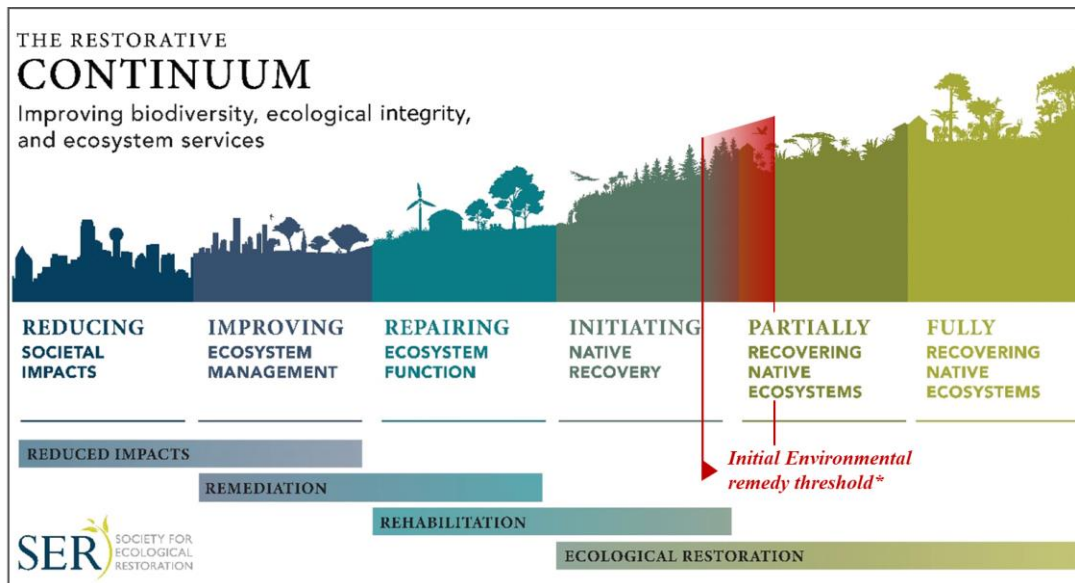 THE RESTORATIVE
CONTINUUM
Improving biodiversity, ecological integrity,
and ecosystem services
REDUCING
SOCIETAL
IMPACTS
IMPROVING
ECOSYSTEM
MANAGEMENT
REPAIRING
ECOSYSTEM
FUNCTION
INITIATING
NATIVE
RECOVERY
PARTIALLY
RECOVERING
NATIVE
ECOSYSTEMS
FULLY
RECOVERING
NATIVE
ECOSYSTEMS
REDUCED IMPACTS
Initial Environmental
remedy threshold*
REMEDIATION
REHABILITATION
ECOLOGICAL RESTORATION
SER
SOCIETY FOR
ECOLOGICAL
RESTORATION